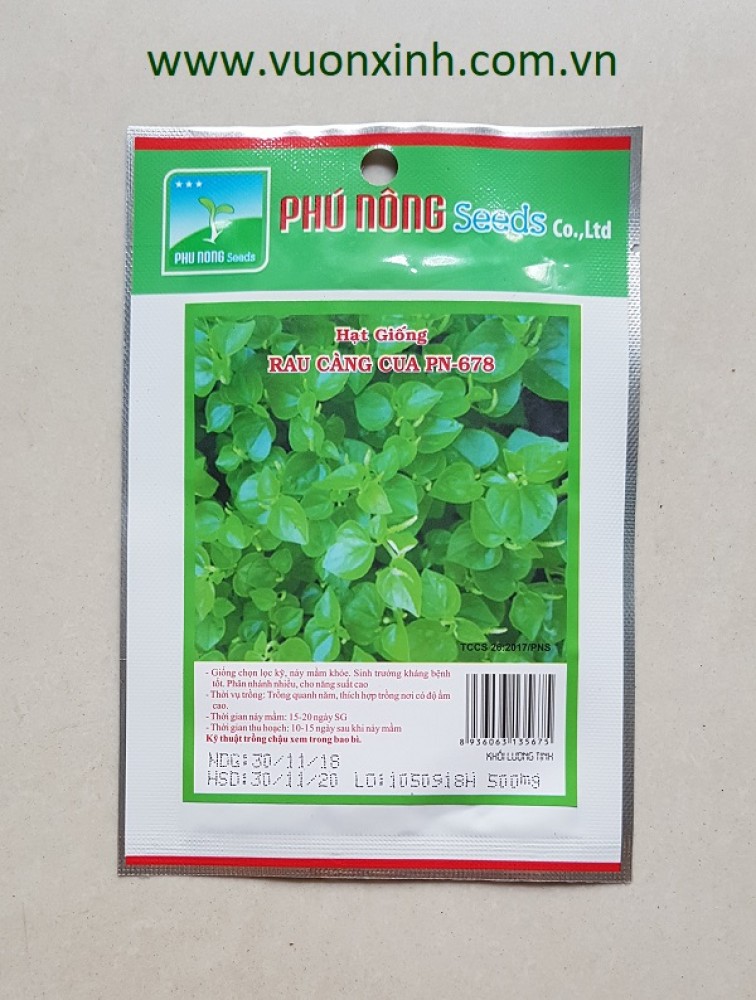 www.vuonxinh.com.vn
PHU NONG Seeds
PHÚ NÔNG Seeds Co.,Ltd
Hạt Giống
RAU CÀNG CUA PN-678
TCCS 26:2017/PNS
- Giống chọn lọc kỹ, nảy mầm khỏe. Sinh trưởng kháng bệnh
tốt. Phân nhánh nhiều, cho năng suất cao
- Thời vụ trồng: Trồng quanh năm, thích hợp trồng nơi có độ ẩm
cao.
- Thời gian nảy mầm: 15-20 ngày SG
- Thời gian thu hoạch: 10-15 ngày sau khi nảy mầm
Kỹ thuật trồng chậu xem trong bao bì.
8 936063 135675
KHỐI LƯỢNG TỊNH
NDG:30/11/18
HSD:30/11/20 LO:1050918H 500mg